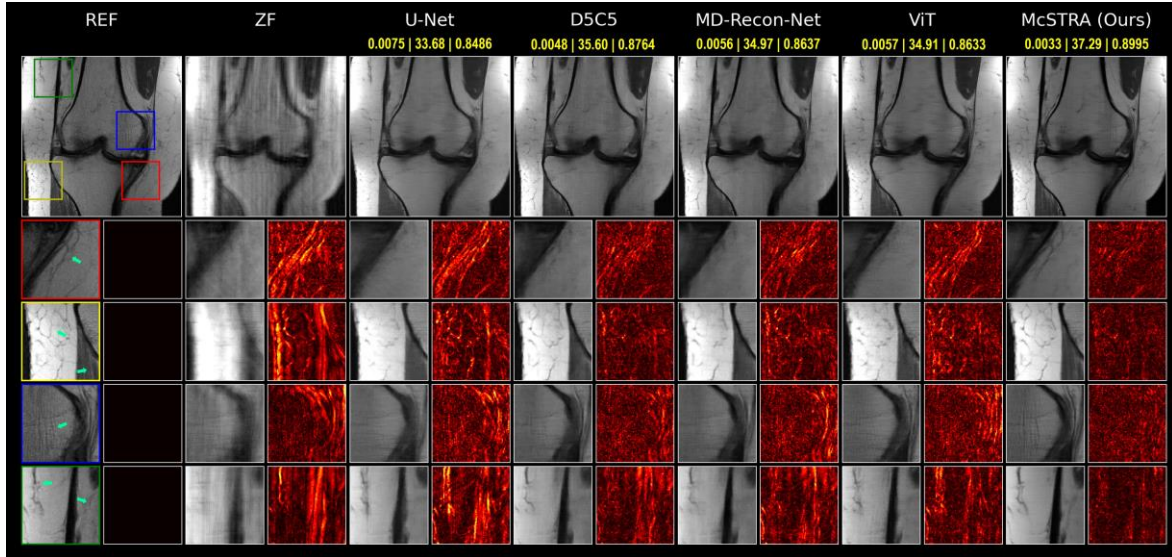 REF ZF U-Net D5C5 MD-Recon-Net ViT McSTRA (Ours)
0.0075 | 33.68 | 0.8486 0.0048 | 35.60 | 0.8764 0.0056 | 34.97 | 0.8637 0.0057 | 34.91 | 0.8633 0.0033 | 37.29 | 0.8995